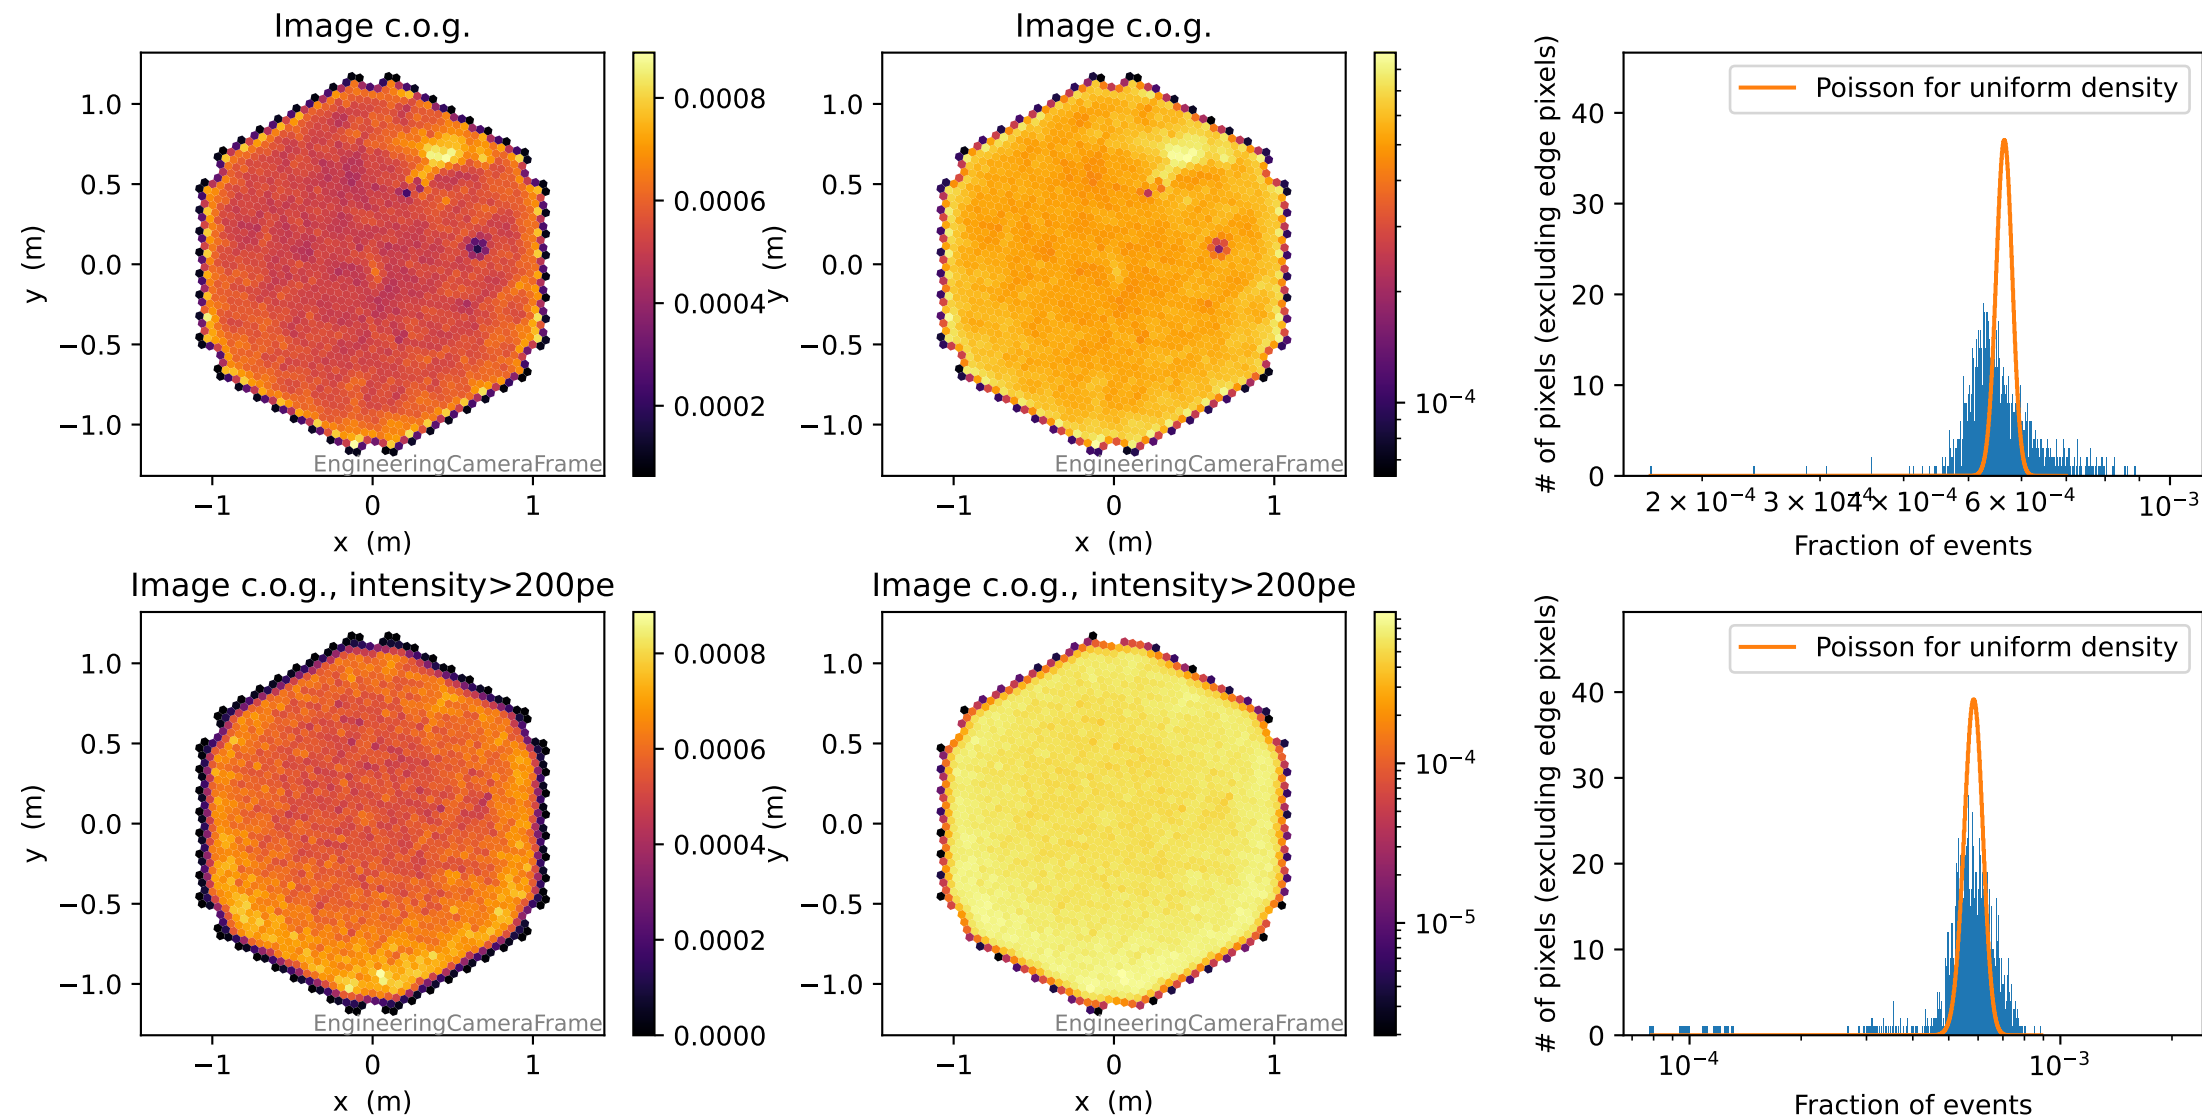 Image c.o.g.
1.0
0.5
0.0
−0.5
−1.0
y (m)
−1
0
1
x (m)
EngineeringCameraFrame
0.0008
0.0006
0.0004
0.0002
Image c.o.g.
1.0
0.5
0.0
−0.5
−1.0
y (m)
−1
0
1
x (m)
EngineeringCameraFrame
10⁻⁴
Poisson for uniform density
# of pixels (excluding edge pixels)
40
30
20
10
0
2 × 10⁻⁴
3 × 10⁻⁴
4 × 10⁻⁴
6 × 10⁻⁴
10⁻³
Fraction of events
Image c.o.g., intensity>200pe
1.0
0.5
0.0
−0.5
−1.0
y (m)
−1
0
1
x (m)
EngineeringCameraFrame
0.0008
0.0006
0.0004
0.0002
0.0000
Image c.o.g., intensity>200pe
1.0
0.5
0.0
−0.5
−1.0
y (m)
−1
0
1
x (m)
EngineeringCameraFrame
10⁻⁴
10⁻⁵
Poisson for uniform density
# of pixels (excluding edge pixels)
40
30
20
10
0
10⁻⁴
10⁻³
Fraction of events